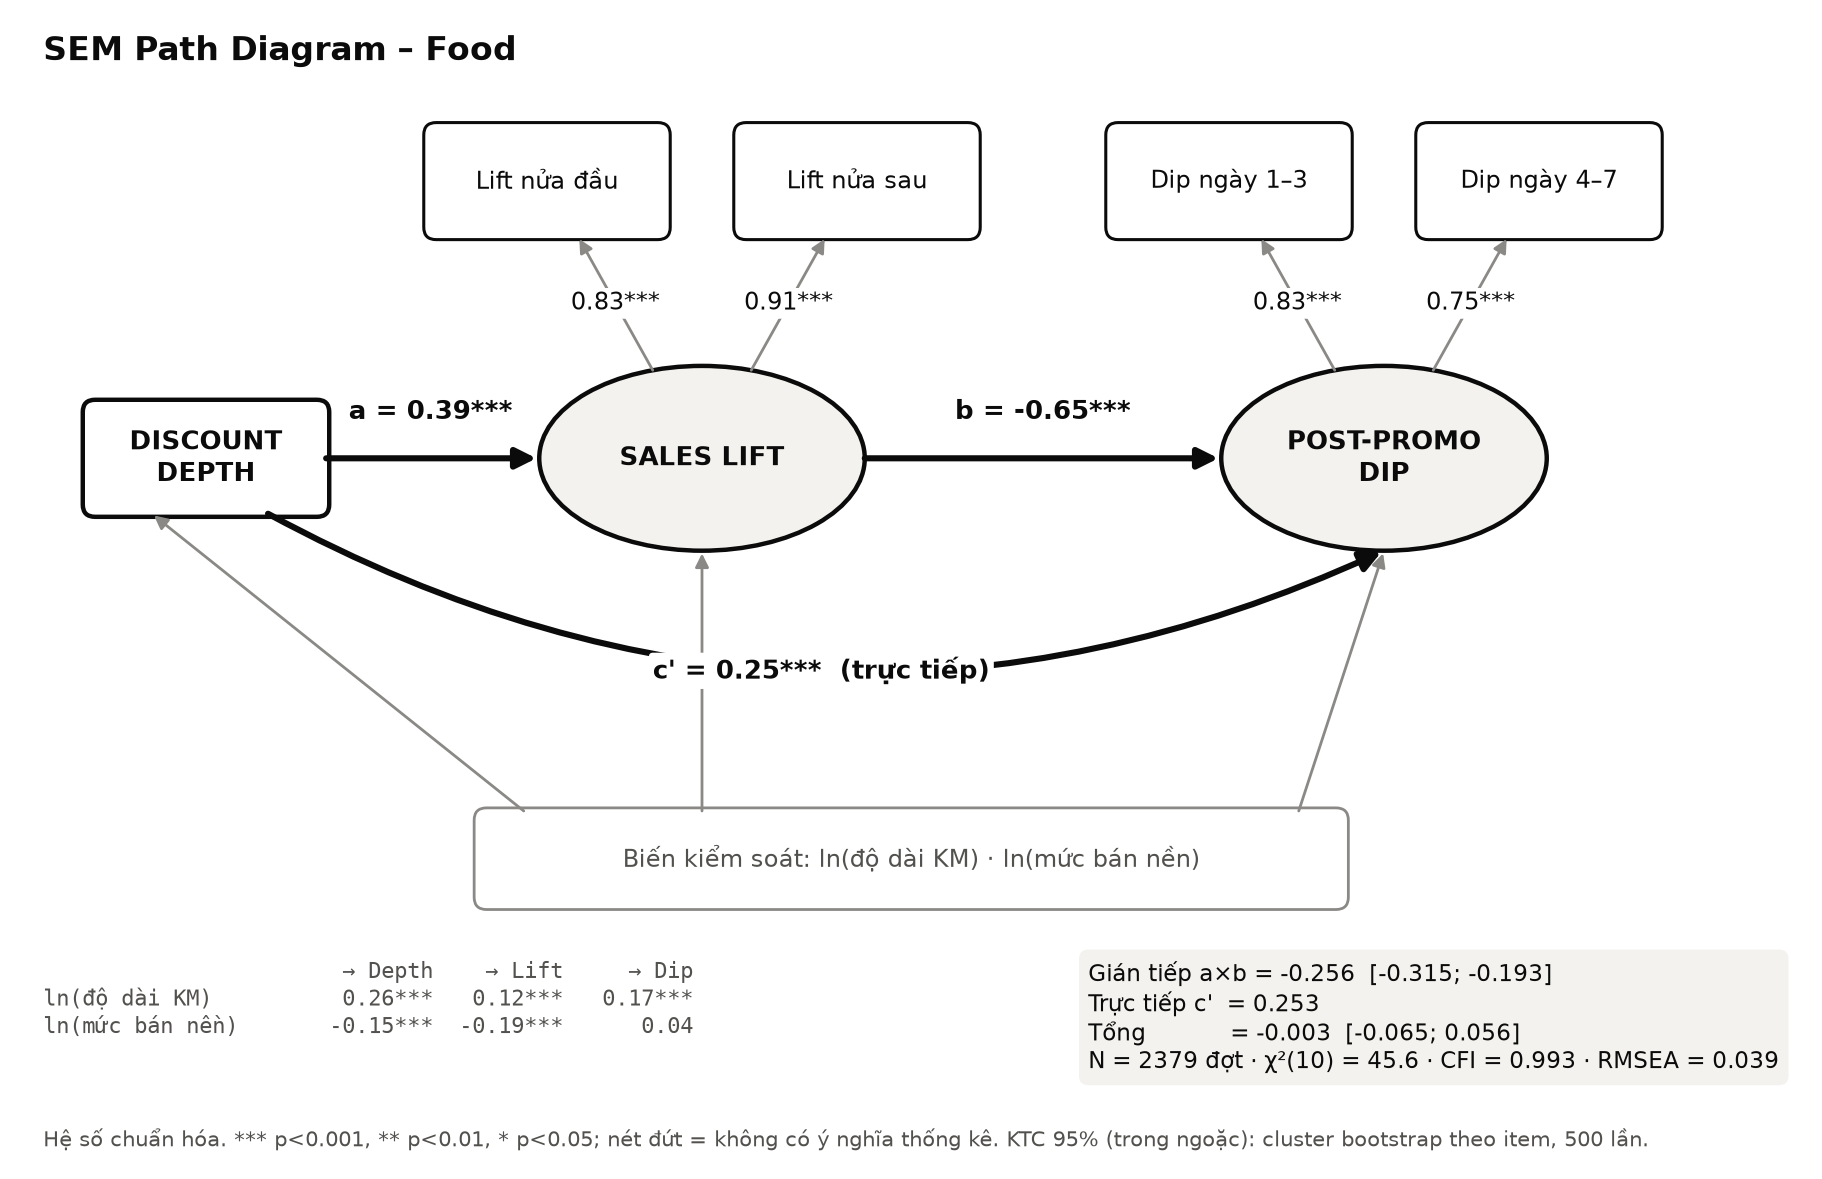 SEM Path Diagram – Food
Lift nửa đầu
Lift nửa sau
Dip ngày 1–3
Dip ngày 4–7
0.83***
0.91***
0.83***
0.75***
a = 0.39***
b = -0.65***
DISCOUNT
DEPTH
SALES LIFT
POST-PROMO
DIP
c' = 0.25*** (trực tiếp)
Biến kiểm soát: ln(độ dài KM) · ln(mức bán nền)
→ Depth → Lift → Dip
ln(độ dài KM) 0.26*** 0.12*** 0.17***
ln(mức bán nền) -0.15*** -0.19*** 0.04
Gián tiếp a×b = -0.256 [-0.315; -0.193]
Trực tiếp c' = 0.253
Tổng = -0.003 [-0.065; 0.056]
N = 2379 đợt · χ²(10) = 45.6 · CFI = 0.993 · RMSEA = 0.039
Hệ số chuẩn hóa. *** p<0.001, ** p<0.01, * p<0.05; nét đứt = không có ý nghĩa thống kê. KTC 95% (trong ngoặc): cluster bootstrap theo item, 500 lần.